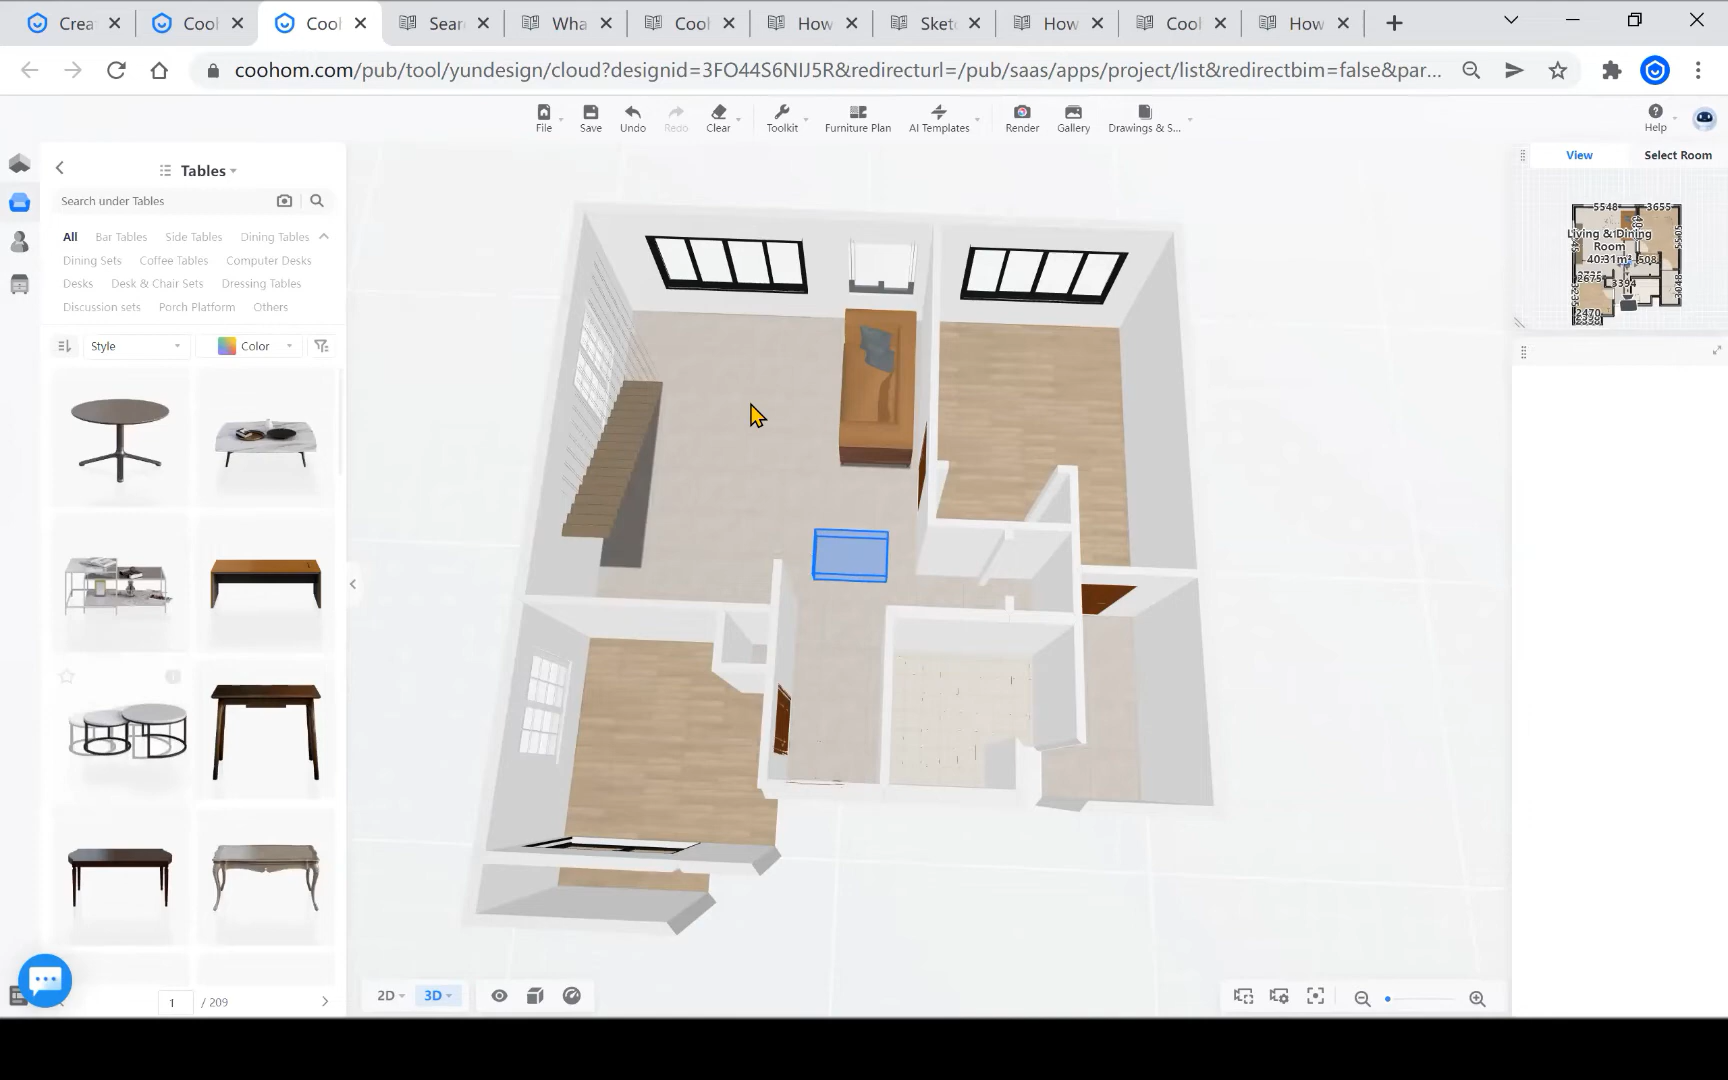 Crea
Cool
Cool
Sear
Wha
Cool
How
Sket
How
Cool
How
coohom.com/pub/tool/yundesign/cloud?designid=3FO44S6NIJ5R&redirecturl=/pub/saas/apps/project/list&redirectbim=false&par...
File
Save
Undo
Redo
Clear
Toolkit
Furniture Plan
AI Templates
Render
Gallery
Drawings & S...
Help
Tables
Search under Tables
All Bar Tables Side Tables Dining Tables
Dining Sets Coffee Tables Computer Desks
Desks Desk & Chair Sets Dressing Tables
Discussion sets Porch Platform Others
Style
Color
1 / 209
2D
3D
View
Select Room
5548 3655
Living & Dining
Room
40.31m²
2675
3394
2470